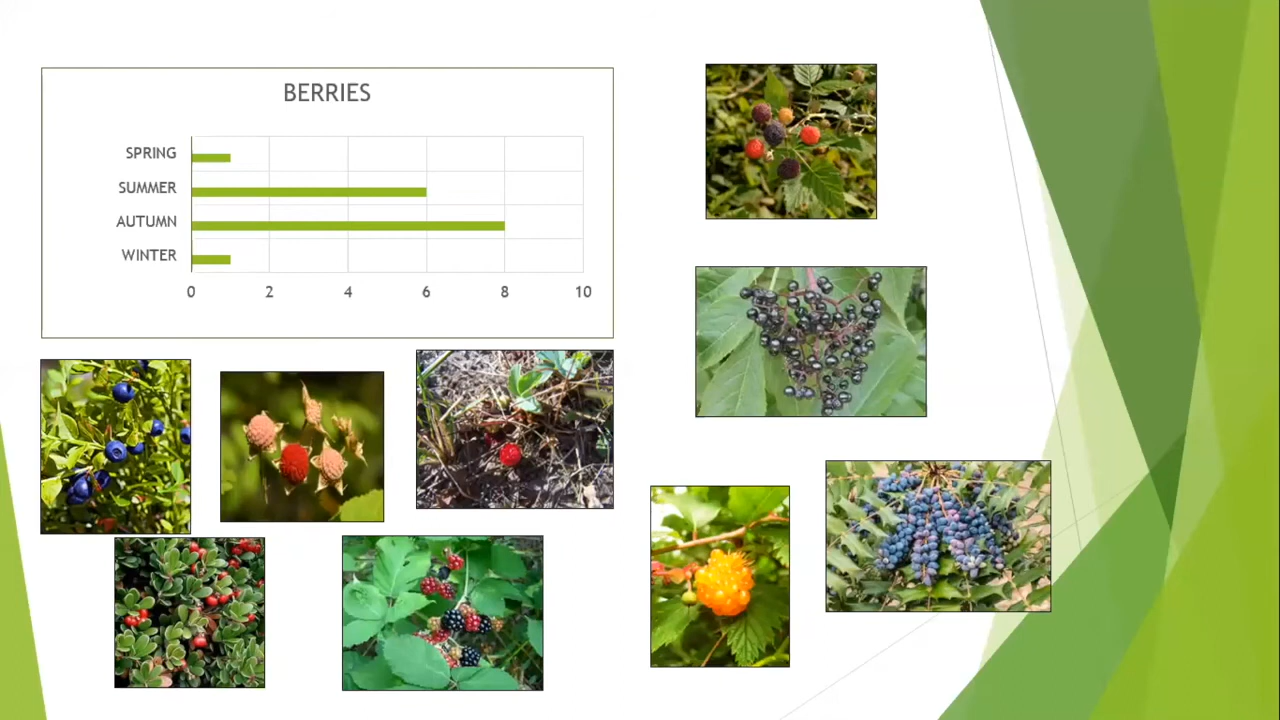 BERRIES
SPRING
SUMMER
AUTUMN
WINTER
0 2 4 6 8 10